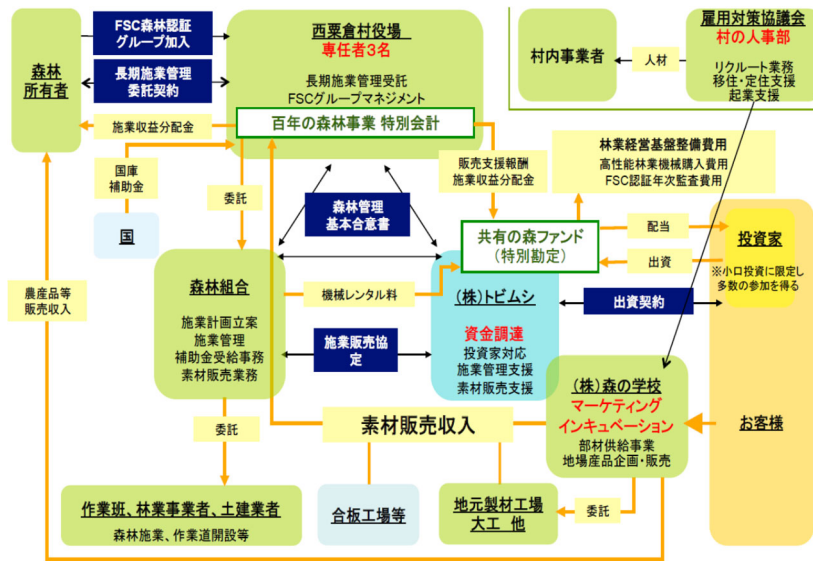 FSC森林認証
グループ加入
西粟倉村役場
専任者3名
長期施業管理受託
FSCグループマネジメント
百年の森林事業 特別会計
森林
所有者
長期施業管理
委託契約
施業収益分配金
国庫
補助金
国
委託
森林管理
基本合意書
販売支援報酬
施業収益分配金
村内事業者
人材
雇用対策協議会
村の人事部
リクルート業務
移住・定住支援
起業支援
林業経営基盤整備費用
高性能林業機械購入費用
FSC認証年次監査費用
共有の森ファンド
(特別勘定)
配当
出資
投資家
※小口投資に限定し
多数の参加を得る
農産品等
販売収入
森林組合
施業計画立案
施業管理
補助金受給事務
素材販売業務
機械レンタル料
(株)トビムシ
資金調達
投資家対応
施業管理支援
素材販売支援
出資契約
施業販売協
定
(株)森の学校
マーケティング
インキュベーション
部材供給事業
地場産品企画・販売
お客様
素材販売収入
委託
作業班、林業事業者、土建業者
森林施業、作業道開設等
合板工場等
地元製材工場
大工 他
委託